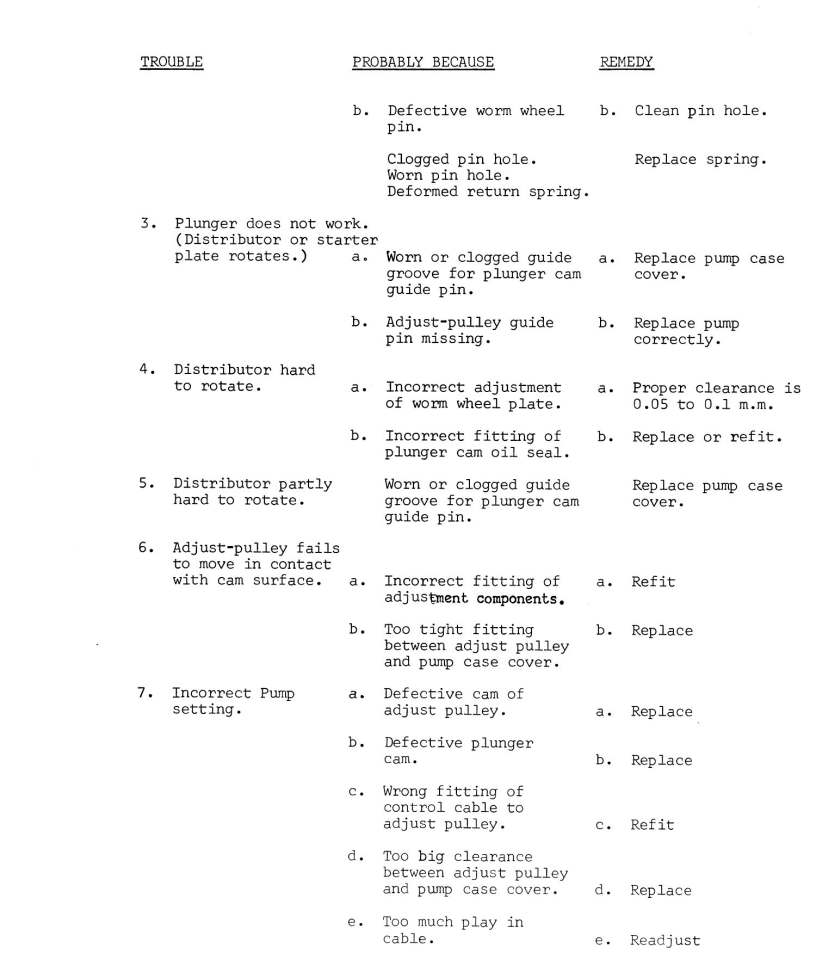 TROUBLE PROBABLY BECAUSE REMEDY
b. Defective worm wheel b. Clean pin hole.
pin.
Clogged pin hole. Replace spring.
Worn pin hole.
Deformed return spring.
3. Plunger does not work.
(Distributor or starter
plate rotates.) a. Worn or clogged guide a. Replace pump case
groove for plunger cam cover.
guide pin.
b. Adjust-pulley guide b. Replace pump
pin missing. correctly.
4. Distributor hard
to rotate. a. Incorrect adjustment a. Proper clearance is
of worm wheel plate. 0.05 to 0.1 m.m.
b. Incorrect fitting of b. Replace or refit.
plunger cam oil seal.
5. Distributor partly Worn or clogged guide Replace pump case
hard to rotate. groove for plunger cam cover.
guide pin.
6. Adjust-pulley fails
to move in contact
with cam surface. a. Incorrect fitting of a. Refit
adjustment components.
b. Too tight fitting b. Replace
between adjust pulley
and pump case cover.
7. Incorrect Pump a. Defective cam of
setting. adjust pulley. a. Replace
b. Defective plunger
cam. b. Replace
c. Wrong fitting of
control cable to
adjust pulley. c. Refit
d. Too big clearance
between adjust pulley
and pump case cover. d. Replace
e. Too much play in
cable. e. Readjust